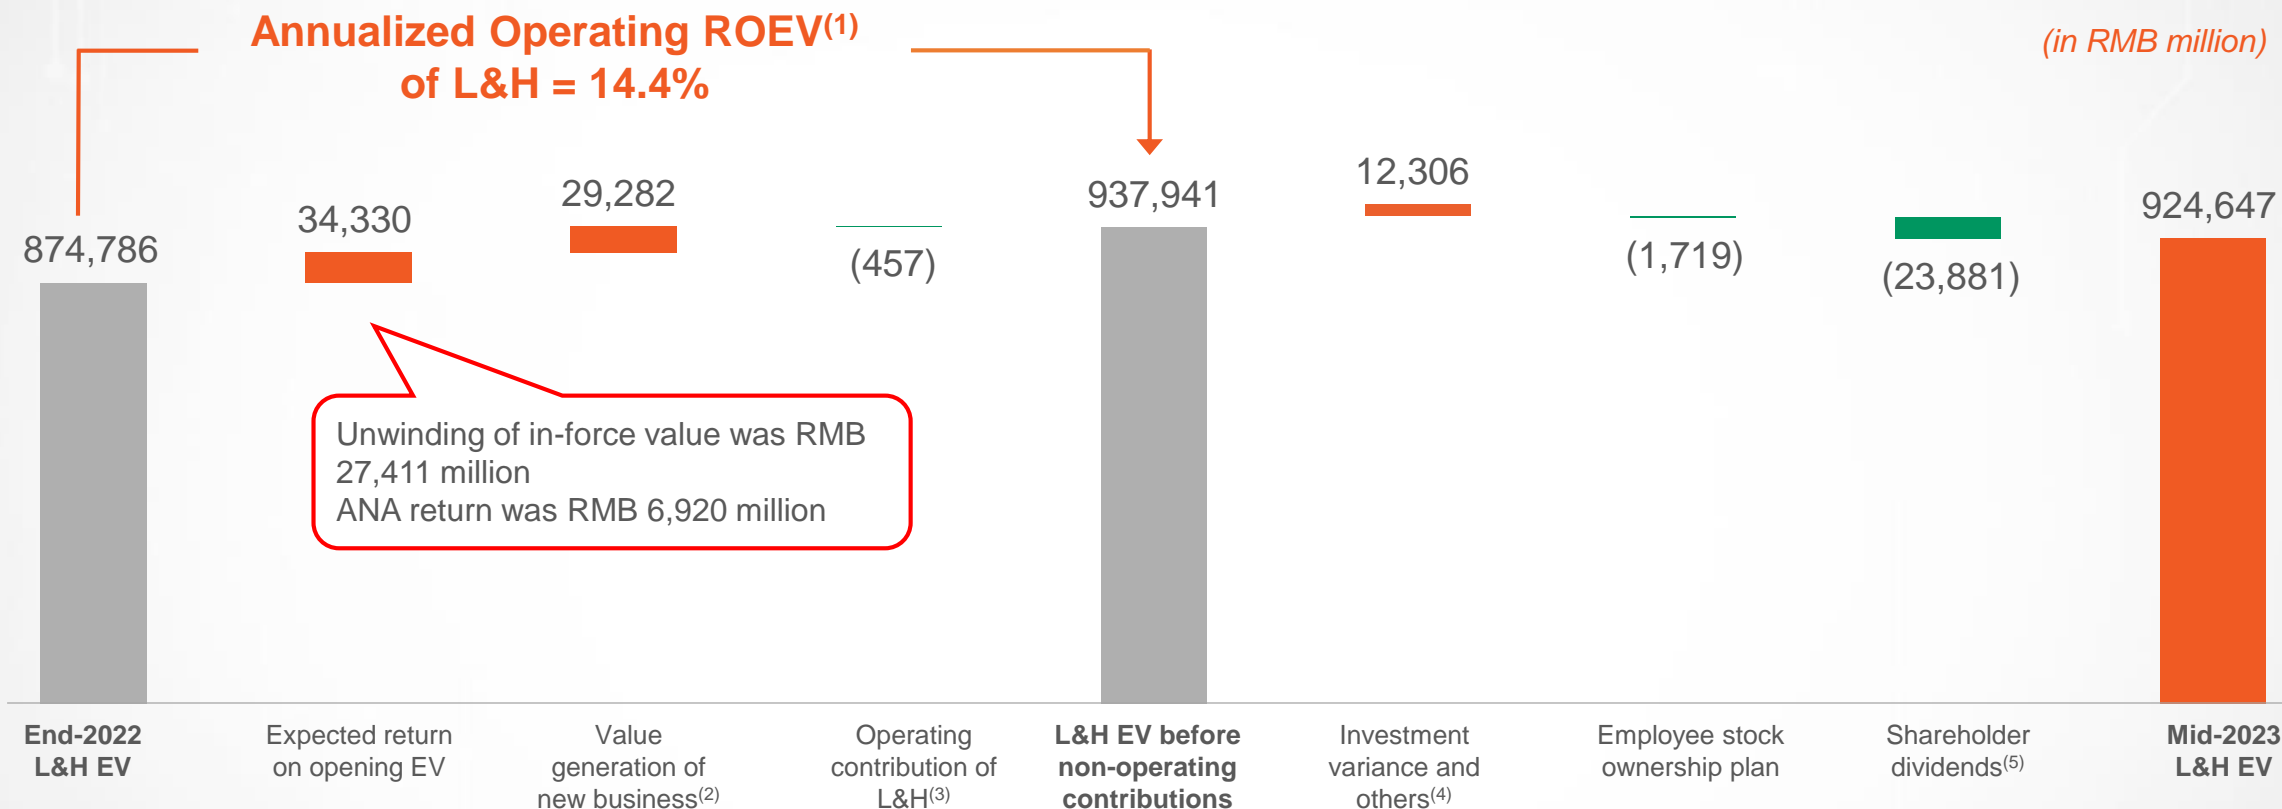 Annualized Operating ROEV(1)
of L&H = 14.4%
(in RMB million)
874,786
34,330
29,282
(457)
937,941
12,306
(1,719)
(23,881)
924,647
Unwinding of in-force value was RMB
27,411 million
ANA return was RMB 6,920 million
End-2022
L&H EV
Expected return
on opening EV
Value
generation of
new business(2)
Operating
contribution of
L&H(3)
L&H EV before
non-operating
contributions
Investment
variance and
others(4)
Employee stock
ownership plan
Shareholder
dividends(5)
Mid-2023
L&H EV